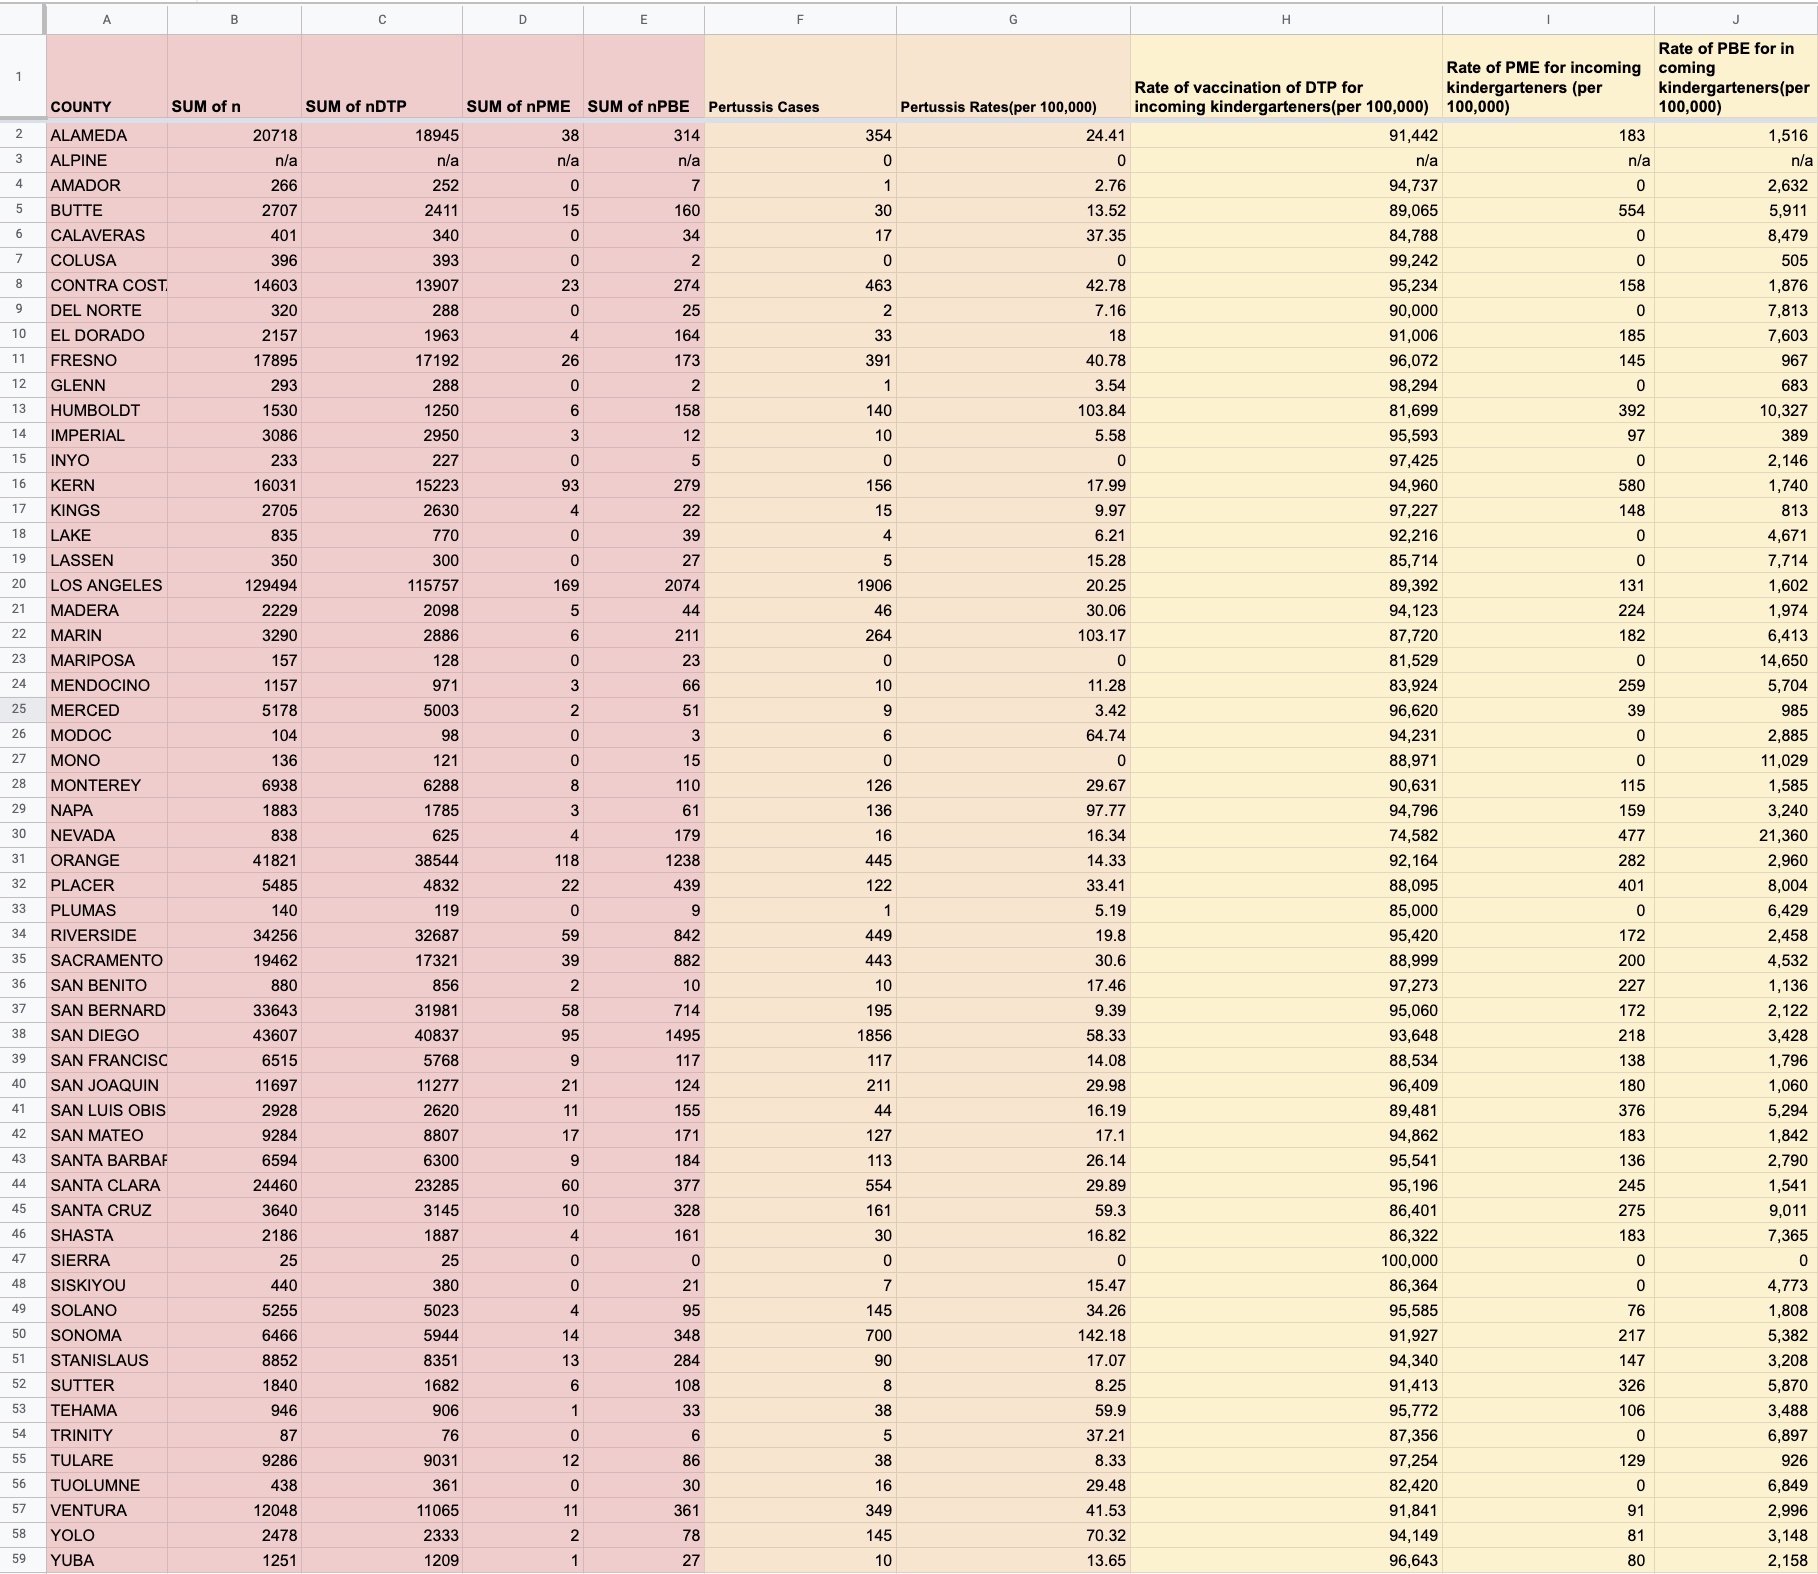 A B C D E F G H I J
1 COUNTY SUM of n SUM of nDTP SUM of nPME SUM of nPBE Pertussis Cases Pertussis Rates(per 100,000) Rate of vaccination of DTP for incoming kindergarteners(per 100,000) Rate of PME for incoming kindergarteners (per 100,000) Rate of PBE for in coming kindergarteners(per 100,000)
2 ALAMEDA 20718 18945 38 314 354 24.41 91,442 183 1,516
3 ALPINE n/a n/a n/a n/a 0 0 n/a n/a n/a
4 AMADOR 266 252 0 7 1 2.76 94,737 0 2,632
5 BUTTE 2707 2411 15 160 30 13.52 89,065 554 5,911
6 CALAVERAS 401 340 0 34 17 37.35 84,788 0 8,479
7 COLUSA 396 393 0 2 0 0 99,242 0 505
8 CONTRA COST 14603 13907 23 274 463 42.78 95,234 158 1,876
9 DEL NORTE 320 288 0 25 2 7.16 90,000 0 7,813
10 EL DORADO 2157 1963 4 164 33 18 91,006 185 7,603
11 FRESNO 17895 17192 26 173 391 40.78 96,072 145 967
12 GLENN 293 288 0 2 1 3.54 98,294 0 683
13 HUMBOLDT 1530 1250 6 158 140 103.84 81,699 392 10,327
14 IMPERIAL 3086 2950 3 12 10 5.58 95,593 97 389
15 INYO 233 227 0 5 0 0 97,425 0 2,146
16 KERN 16031 15223 93 279 156 17.99 94,960 580 1,740
17 KINGS 2705 2630 4 22 15 9.97 97,227 148 813
18 LAKE 835 770 0 39 4 6.21 92,216 0 4,671
19 LASSEN 350 300 0 27 5 15.28 85,714 0 7,714
20 LOS ANGELES 129494 115757 169 2074 1906 20.25 89,392 131 1,602
21 MADERA 2229 2098 5 44 46 30.06 94,123 224 1,974
22 MARIN 3290 2886 6 211 264 103.17 87,720 182 6,413
23 MARIPOSA 157 128 0 23 0 0 81,529 0 14,650
24 MENDOCINO 1157 971 3 66 10 11.28 83,924 259 5,704
25 MERCED 5178 5003 2 51 9 3.42 96,620 39 985
26 MODOC 104 98 0 3 6 64.74 94,231 0 2,885
27 MONO 136 121 0 15 0 0 88,971 0 11,029
28 MONTEREY 6938 6288 8 110 126 29.67 90,631 115 1,585
29 NAPA 1883 1785 3 61 136 97.77 94,796 159 3,240
30 NEVADA 838 625 4 179 16 16.34 74,582 477 21,360
31 ORANGE 41821 38544 118 1238 445 14.33 92,164 282 2,960
32 PLACER 5485 4832 22 439 122 33.41 88,095 401 8,004
33 PLUMAS 140 119 0 9 1 5.19 85,000 0 6,429
34 RIVERSIDE 34256 32687 59 842 449 19.8 95,420 172 2,458
35 SACRAMENTO 19462 17321 39 882 443 30.6 88,999 200 4,532
36 SAN BENITO 880 856 2 10 10 17.46 97,273 227 1,136
37 SAN BERNARD 33643 31981 58 714 195 9.39 95,060 172 2,122
38 SAN DIEGO 43607 40837 95 1495 1856 58.33 93,648 218 3,428
39 SAN FRANCISC 6515 5768 9 117 117 14.08 88,534 138 1,796
40 SAN JOAQUIN 11697 11277 21 124 211 29.98 96,409 180 1,060
41 SAN LUIS OBIS 2928 2620 11 155 44 16.19 89,481 376 5,294
42 SAN MATEO 9284 8807 17 171 127 17.1 94,862 183 1,842
43 SANTA BARBAR 6594 6300 9 184 113 26.14 95,541 136 2,790
44 SANTA CLARA 24460 23285 60 377 554 29.89 95,196 245 1,541
45 SANTA CRUZ 3640 3145 10 328 161 59.3 86,401 275 9,011
46 SHASTA 2186 1887 4 161 30 16.82 86,322 183 7,365
47 SIERRA 25 25 0 0 0 0 100,000 0 0
48 SISKIYOU 440 380 0 21 7 15.47 86,364 0 4,773
49 SOLANO 5255 5023 4 95 145 34.26 95,585 76 1,808
50 SONOMA 6466 5944 14 348 700 142.18 91,927 217 5,382
51 STANISLAUS 8852 8351 13 284 90 17.07 94,340 147 3,208
52 SUTTER 1840 1682 6 108 8 8.25 91,413 326 5,870
53 TEHAMA 946 906 1 33 38 59.9 95,772 106 3,488
54 TRINITY 87 76 0 6 5 37.21 87,356 0 6,897
55 TULARE 9286 9031 12 86 38 8.33 97,254 129 926
56 TUOLUMNE 438 361 0 30 16 29.48 82,420 0 6,849
57 VENTURA 12048 11065 11 361 349 41.53 91,841 91 2,996
58 YOLO 2478 2333 2 78 145 70.32 94,149 81 3,148
59 YUBA 1251 1209 1 27 10 13.65 96,643 80 2,158